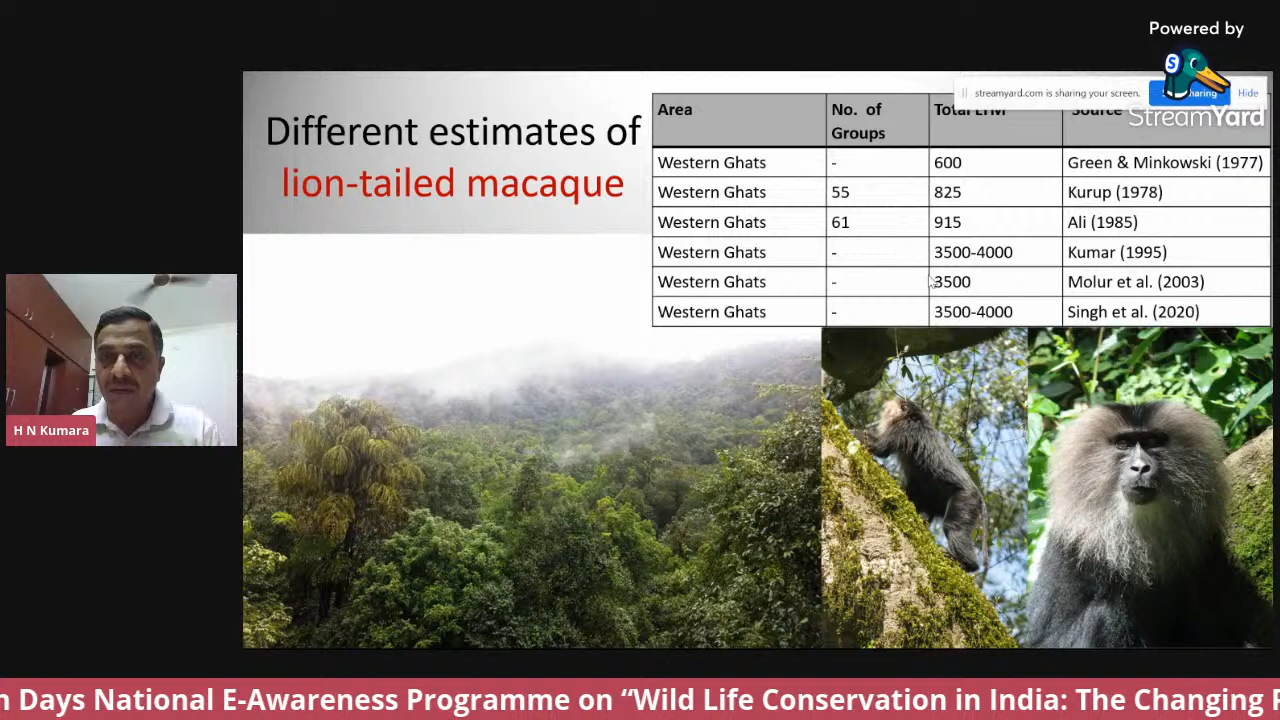 Powered by
streamyard.com is sharing your screen.
Hide
StreamYard
Different estimates of
lion-tailed macaque
Area No. of Groups Total LTM Source
Western Ghats - 600 Green & Minkowski (1977)
Western Ghats 55 825 Kurup (1978)
Western Ghats 61 915 Ali (1985)
Western Ghats - 3500-4000 Kumar (1995)
Western Ghats - 3500 Molur et al. (2003)
Western Ghats - 3500-4000 Singh et al. (2020)
H N Kumara
n Days National E-Awareness Programme on “Wild Life Conservation in India: The Changing